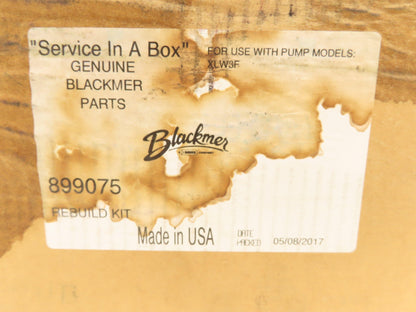 "Service In A Box"
GENUINE
BLACKMER
PARTS
FOR USE WITH PUMP MODELS:
XLW3F
Blackmer
899075
REBUILD KIT
Made in USA
DATE
PACKED 05/08/2017